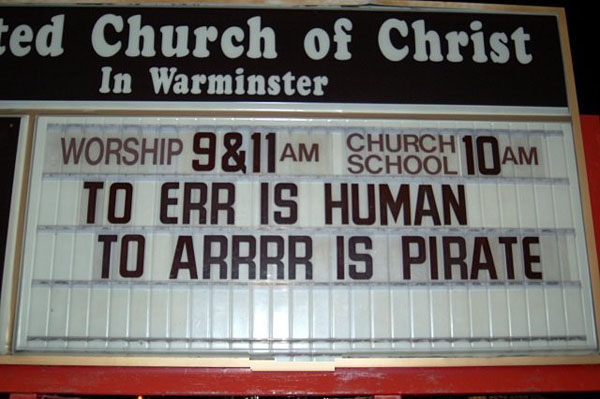 ted Church of Christ
In Warminster
WORSHIP 9&11 AM CHURCH SCHOOL 10 AM
TO ERR IS HUMAN
TO ARRRR IS PIRATE